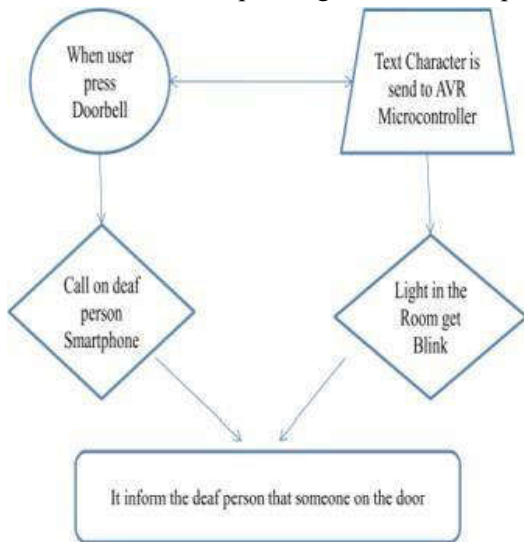 When user
press
Doorbell
Text Character is
send to AVR
Microcontroller
Call on deaf
person
Smartphone
Light in the
Room get
Blink
It inform the deaf person that someone on the door